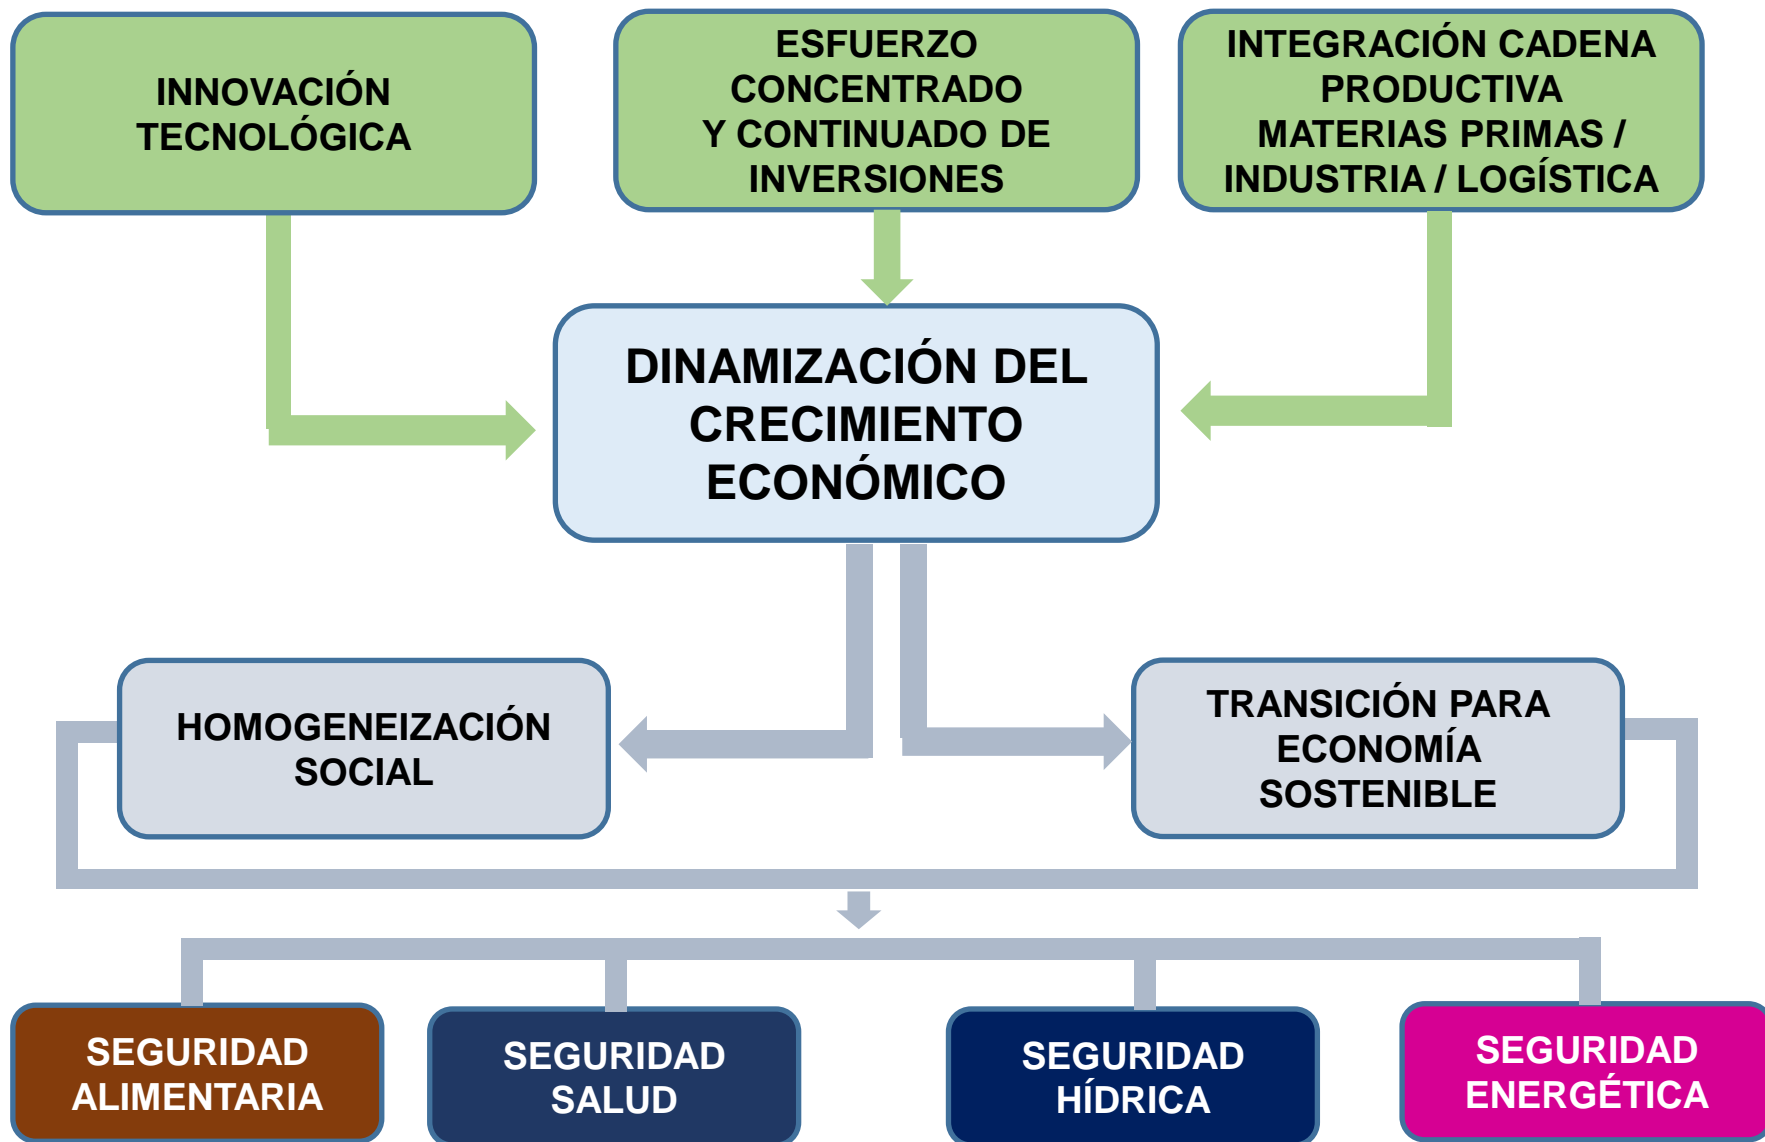 INNOVACIÓN
TECNOLÓGICA
ESFUERZO
CONCENTRADO
Y CONTINUADO DE
INVERSIONES
INTEGRACIÓN CADENA
PRODUCTIVA
MATERIAS PRIMAS /
INDUSTRIA / LOGÍSTICA
DINAMIZACIÓN DEL
CRECIMIENTO
ECONÓMICO
HOMOGENEIZACIÓN
SOCIAL
TRANSICIÓN PARA
ECONOMÍA
SOSTENIBLE
SEGURIDAD
ALIMENTARIA
SEGURIDAD
SALUD
SEGURIDAD
HÍDRICA
SEGURIDAD
ENERGÉTICA